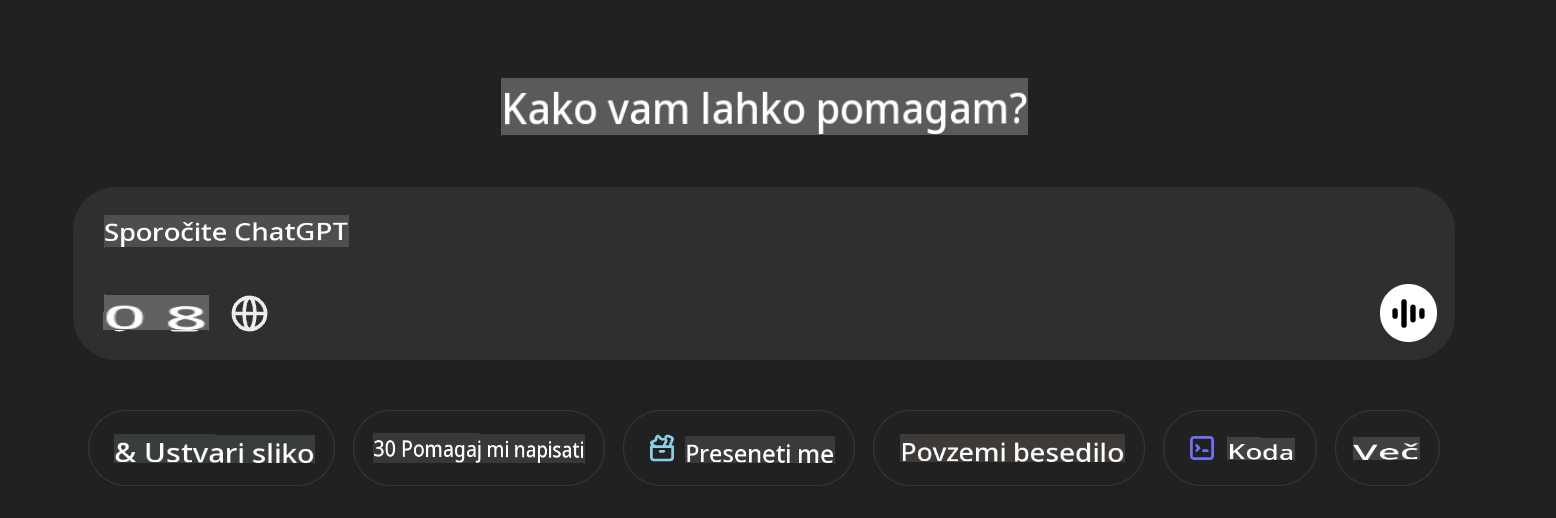 Kako vam lahko pomagam?
Sporočite ChatGPT
0 8
& Ustvari sliko
30 Pomagaj mi napisati
Preseneti me
Povzemi besedilo
Koda
Več